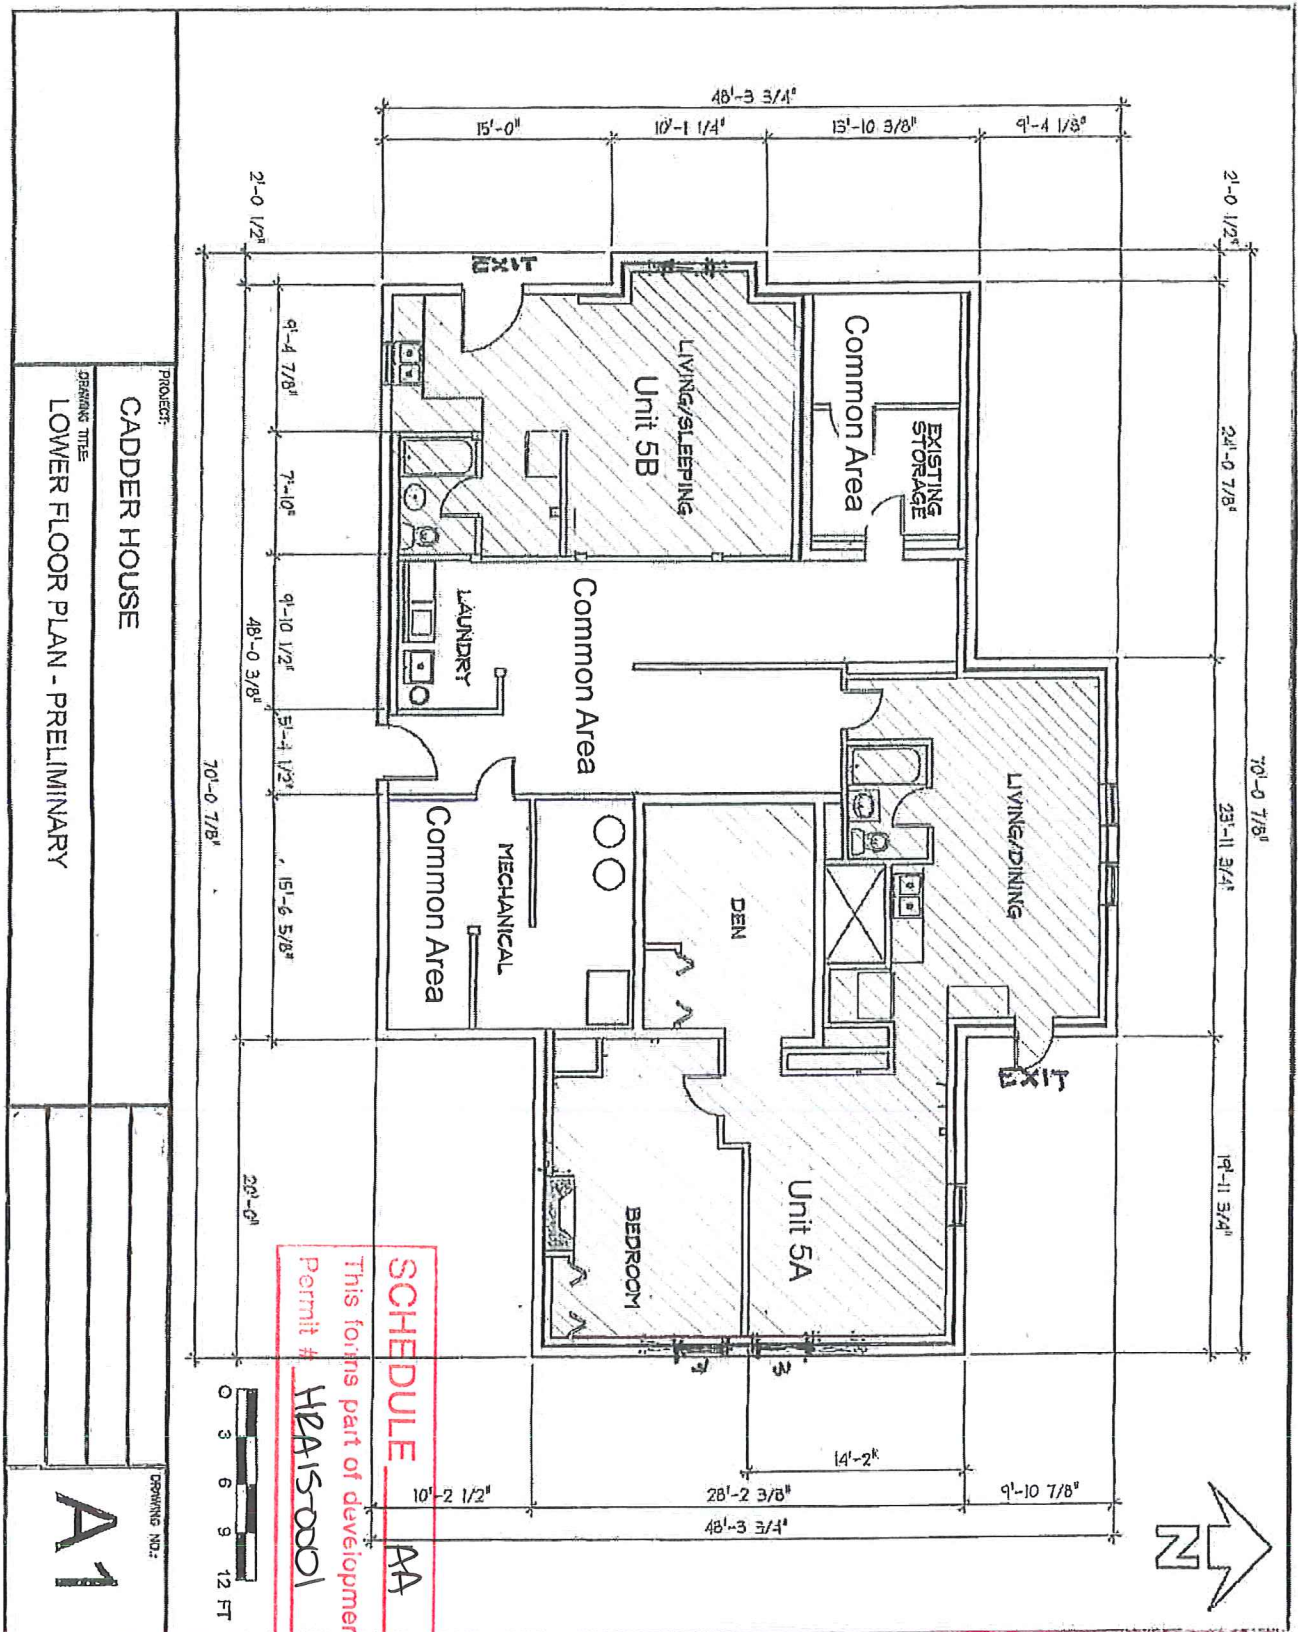 48'-3 3/4"
15'-0"
10'-1 1/4"
13'-10 3/8"
9'-4 1/8"
2'-0 1/2"
2'-0 1/2"
70'-0 7/8"
24'-0 7/8"
23'-11 3/4"
19'-11 3/4"
9'-4 7/8"
7'-10"
9'-10 1/2"
5'-4 1/2"
15'-6 5/8"
48'-0 3/8"
20'-0"
70'-0 7/8"
EXIT
LIVING/SLEEPING
Unit 5B
Common Area
EXISTING
STORAGE
Common Area
LAUNDRY
LIVING/DINING
DEN
MECHANICAL
Common Area
EXIT
Unit 5A
BEDROOM
14'-2"
10'-2 1/2"
28'-2 3/8"
9'-10 7/8"
48'-3 3/4"
N
SCHEDULE AA
This forms part of developmen
Permit # HRA15-0001
0 3 6 9 12 FT
PROJECT:
CADDER HOUSE
DRAWING TITLE:
LOWER FLOOR PLAN - PRELIMINARY
DRAWING NO.:
A1